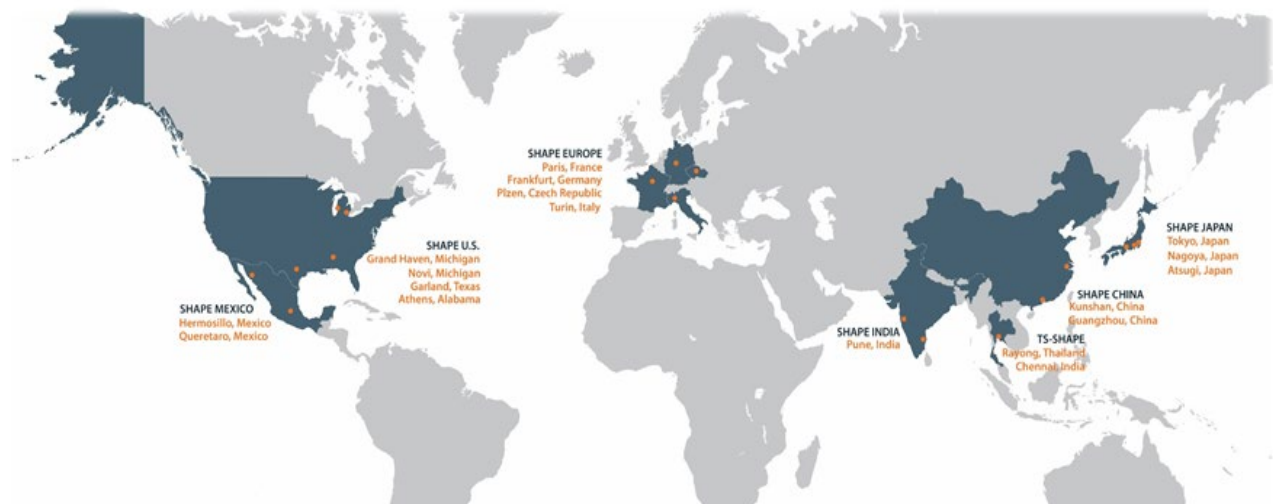 SHAPE EUROPE
Paris, France
Frankfurt, Germany
Plzen, Czech Republic
Turin, Italy
SHAPE U.S.
Grand Haven, Michigan
Novi, Michigan
Garland, Texas
Athens, Alabama
SHAPE MEXICO
Hermosillo, Mexico
Queretaro, Mexico
SHAPE JAPAN
Tokyo, Japan
Nagoya, Japan
Atsugi, Japan
SHAPE CHINA
Kunshan, China
Guangzhou, China
SHAPE INDIA
Pune, India
TS-SHAPE
Rayong, Thailand
Chennai, India